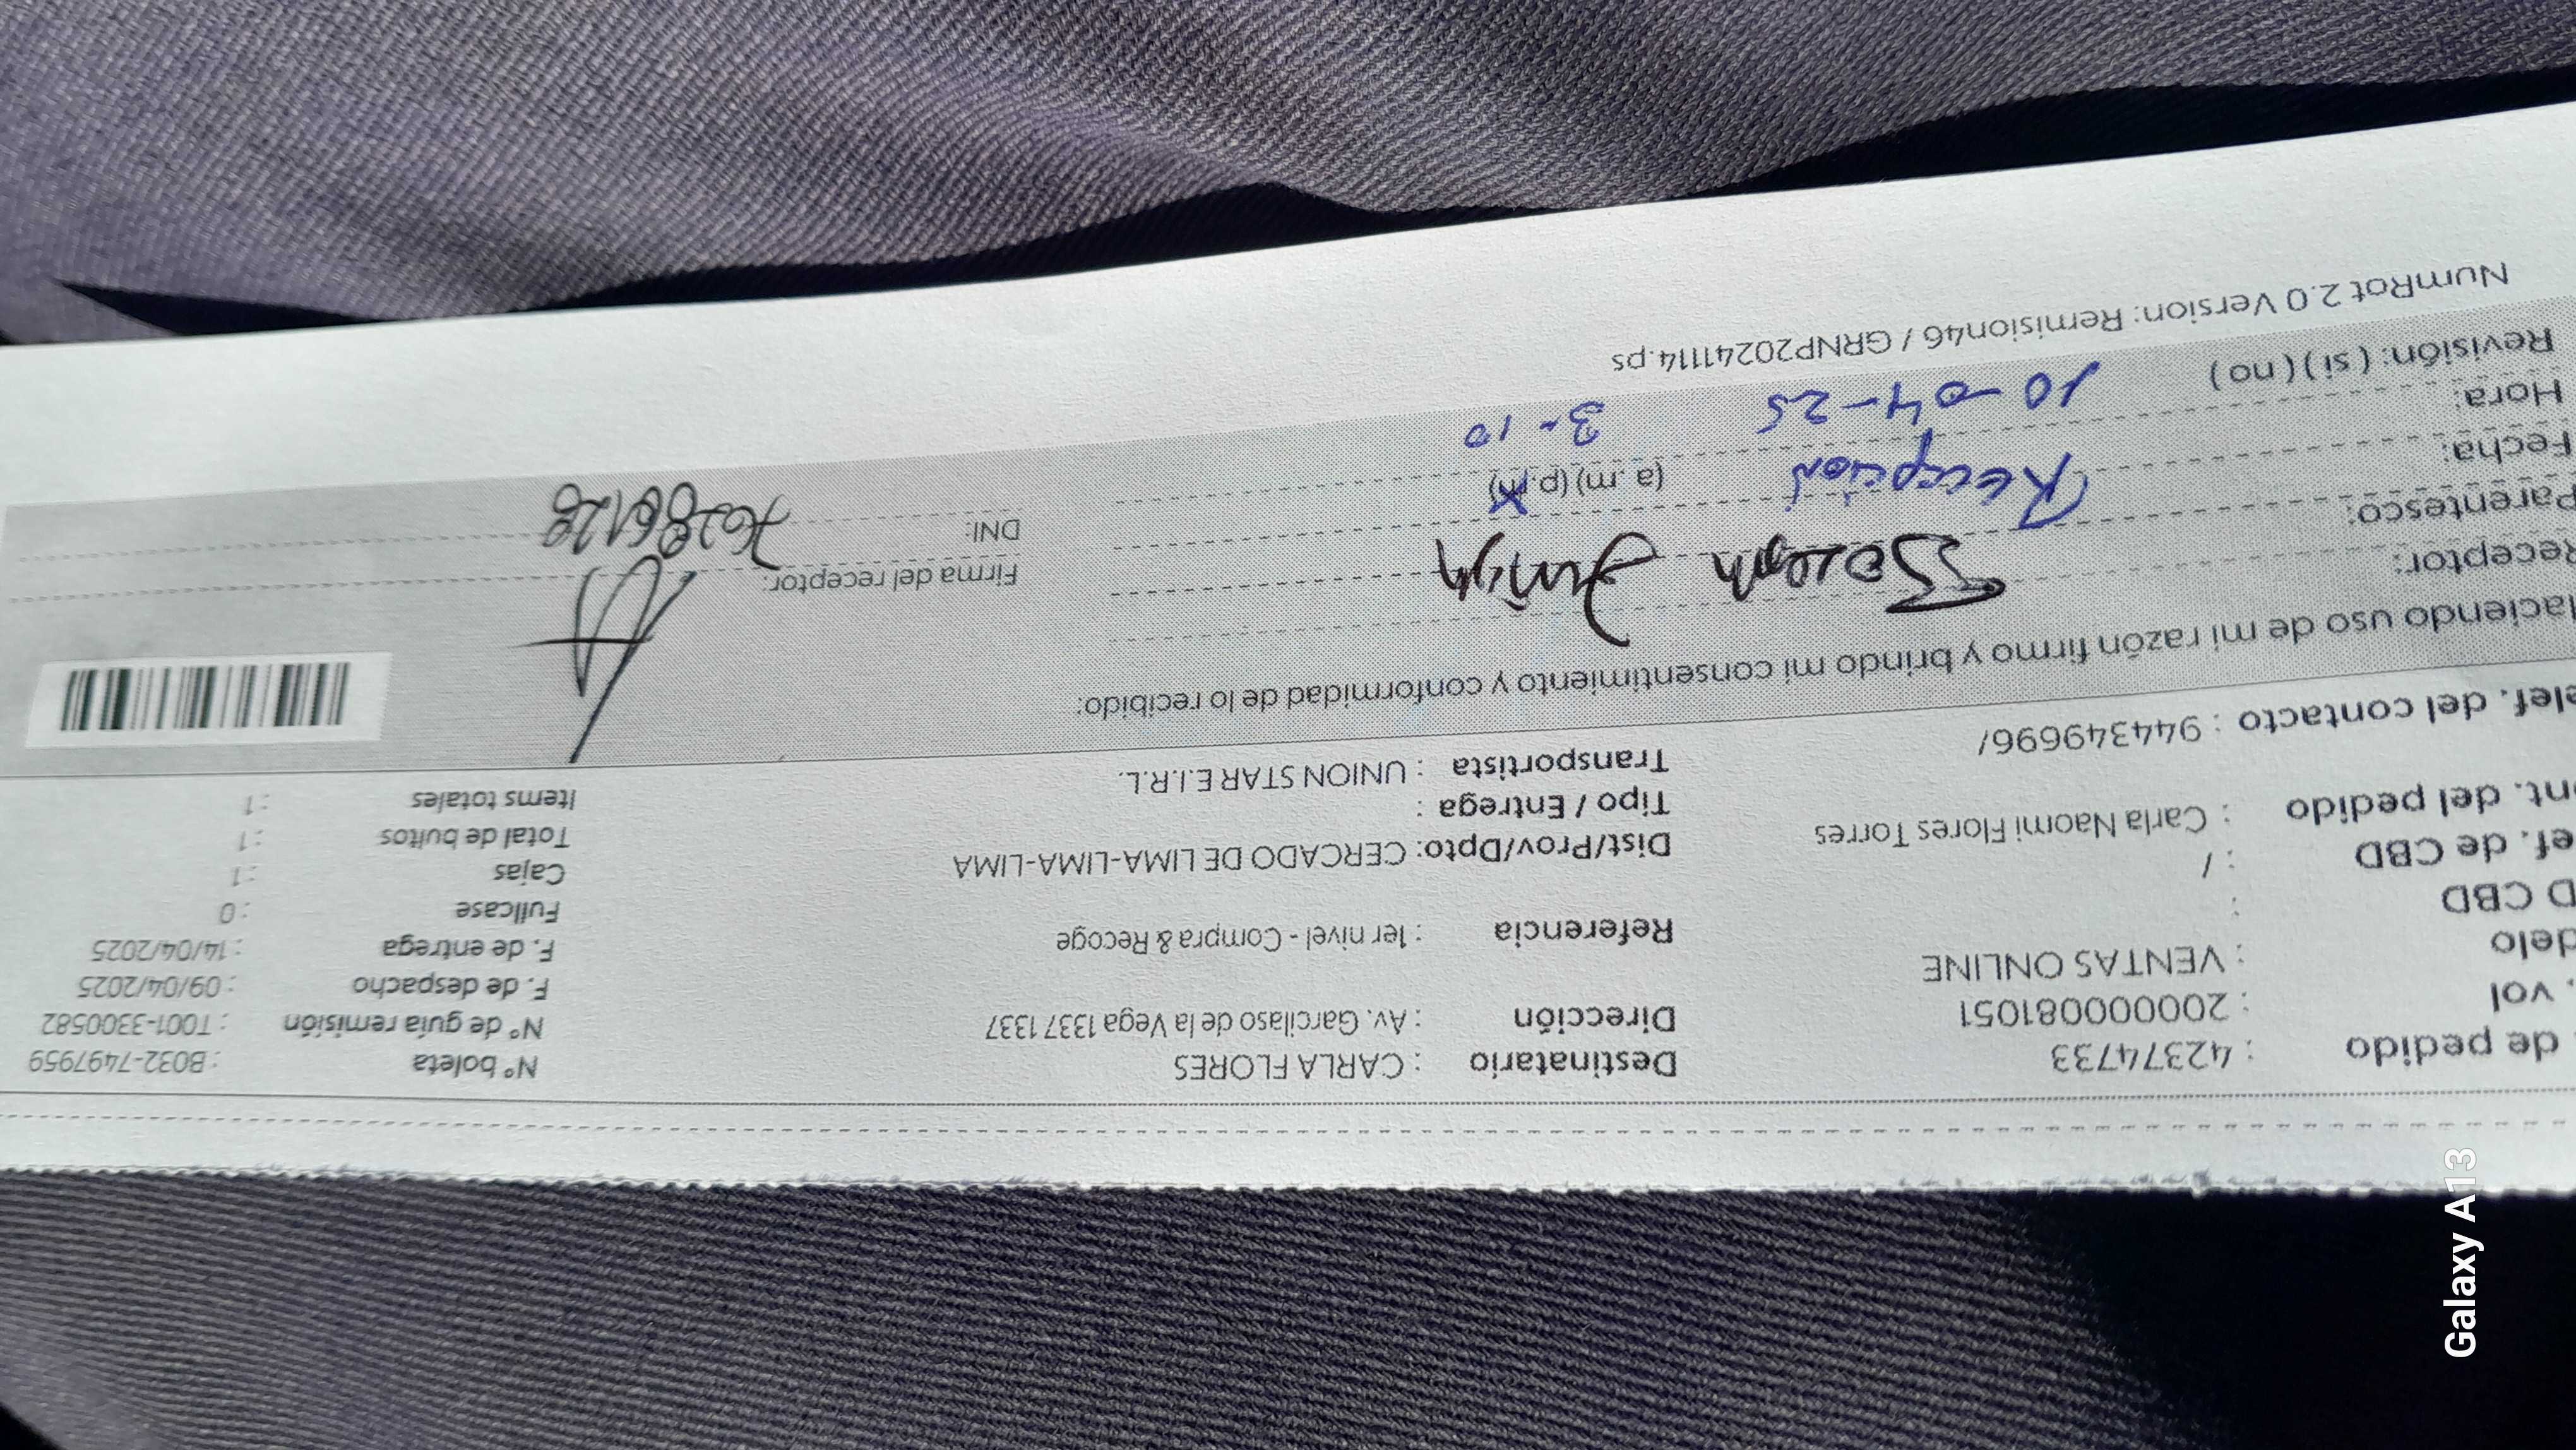 de pedido : 42374733
. vol : 20000081051
delo : VENTAS ONLINE
D CBD :
ef. de CBD : /
nt. del pedido : Carla Naomi Flores Torres
elef. del contacto : 944349696/
Destinatario : CARLA FLORES
Dirección : Av. Garcilaso de la Vega 1337 1337
Referencia : 1er nivel - Compra & Recoge
Dist/Prov/Dpto: CERCADO DE LIMA-LIMA-LIMA
Tipo / Entrega :
Transportista : UNION STAR E.I.R.L.
N° boleta : B032-7497959
N° de guía remisión : T001-3300582
F. de despacho : 09/04/2025
F. de entrega : 14/04/2025
Fullcase : 0
Cajas : 1
Total de bultos : 1
Items totales : 1
Haciendo uso de mi razón firmo y brindo mi consentimiento y conformidad de lo recibido:
Receptor:
Parentesco: Recepcion
Fecha: 10-04-25
Hora: 3-10 (a.m)(p.m)
Revisión: ( si ) ( no )
Firma del receptor:
DNI:
NumRot 2.0 Version: Remision46 / GRNP20241114.ps
Galaxy A13